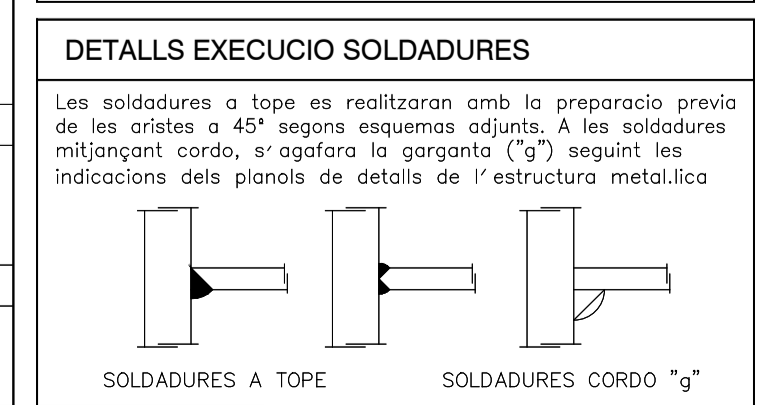 DETALLS EXECUCIO SOLDADURES
Les soldadures a tope es realitzaran amb la preparacio previa
de les aristes a 45º segons esquemas adjunts. A les soldadures
mitjançant cordo, s′agafara la garganta ("g") seguint les
indicacions dels planols de detalls de l′estructura metal.lica
SOLDADURES A TOPE
SOLDADURES CORDO "g"